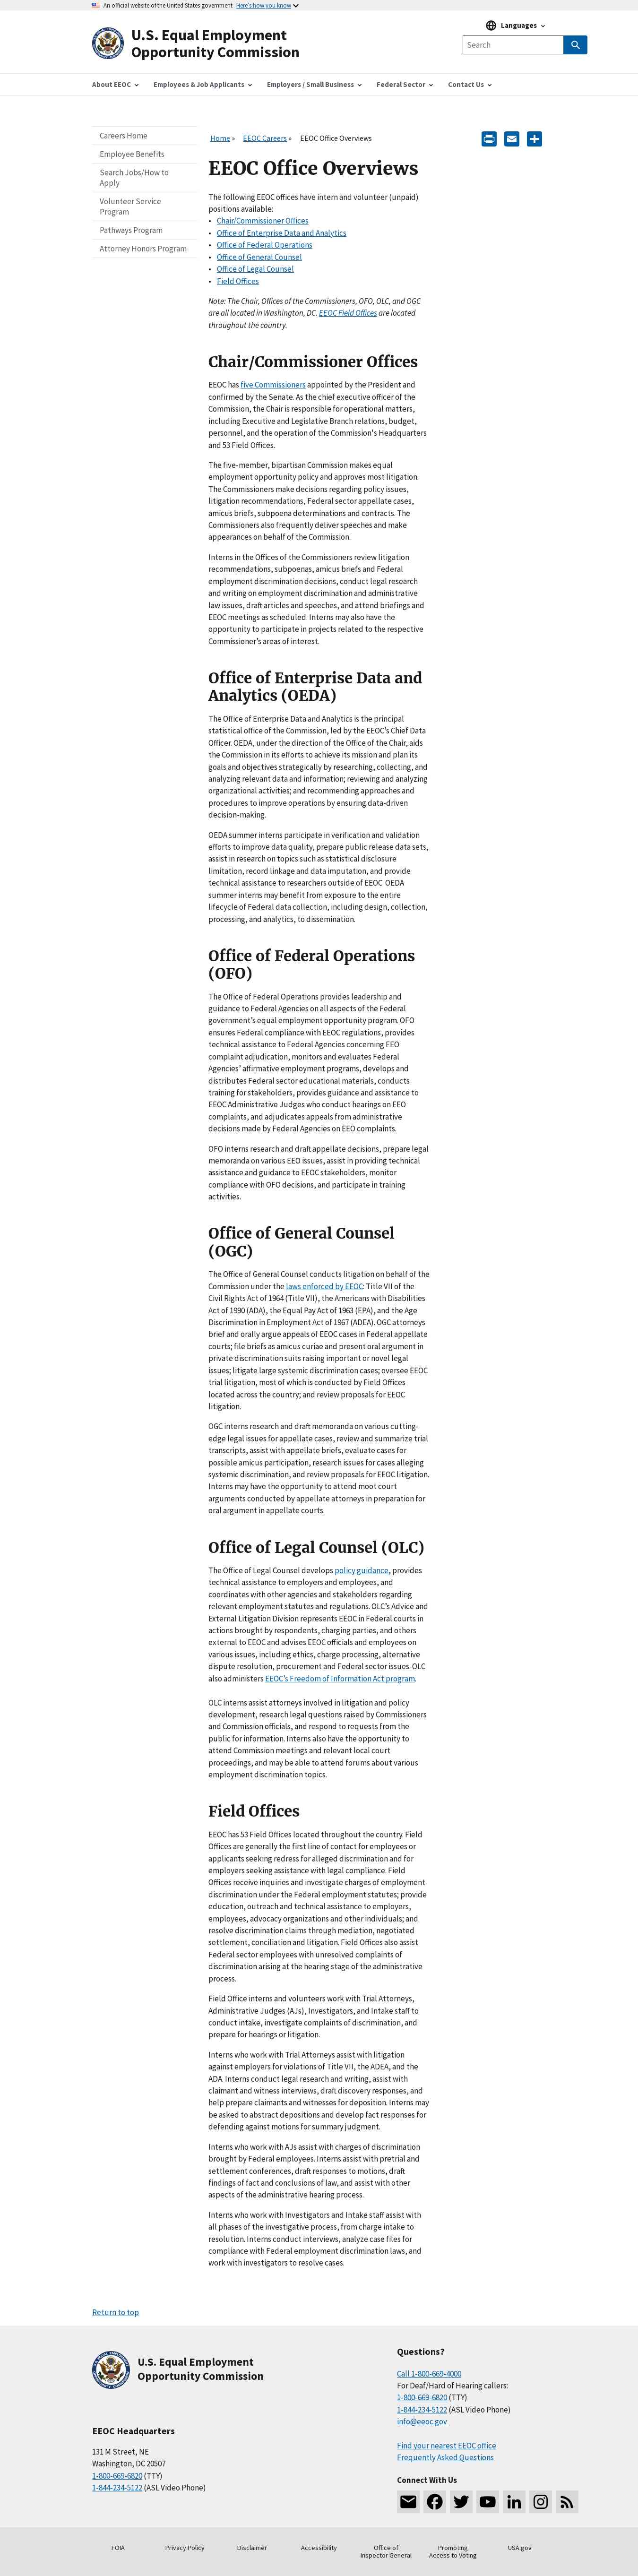 An official website of the United States government Here's how you know
U.S. Equal Employment
Opportunity Commission
Languages
Search
About EEOC
Employees & Job Applicants
Employers / Small Business
Federal Sector
Contact Us
Careers Home
Employee Benefits
Search Jobs/How to
Apply
Volunteer Service
Program
Pathways Program
Attorney Honors Program
Home » EEOC Careers » EEOC Office Overviews
EEOC Office Overviews
The following EEOC offices have intern and volunteer (unpaid)
positions available:
• Chair/Commissioner Offices
• Office of Enterprise Data and Analytics
• Office of Federal Operations
• Office of General Counsel
• Office of Legal Counsel
• Field Offices
Note: The Chair, Offices of the Commissioners, OFO, OLC, and OGC
are all located in Washington, DC. EEOC Field Offices are located
throughout the country.
Chair/Commissioner Offices
EEOC has five Commissioners appointed by the President and
confirmed by the Senate. As the chief executive officer of the
Commission, the Chair is responsible for operational matters,
including Executive and Legislative Branch relations, budget,
personnel, and the operation of the Commission's Headquarters
and 53 Field Offices.
The five-member, bipartisan Commission makes equal
employment opportunity policy and approves most litigation.
The Commissioners make decisions regarding policy issues,
litigation recommendations, Federal sector appellate cases,
amicus briefs, subpoena determinations and contracts. The
Commissioners also frequently deliver speeches and make
appearances on behalf of the Commission.
Interns in the Offices of the Commissioners review litigation
recommendations, subpoenas, amicus briefs and Federal
employment discrimination decisions, conduct legal research
and writing on employment discrimination and administrative
law issues, draft articles and speeches, and attend briefings and
EEOC meetings as scheduled. Interns may also have the
opportunity to participate in projects related to the respective
Commissioner's areas of interest.
Office of Enterprise Data and
Analytics (OEDA)
The Office of Enterprise Data and Analytics is the principal
statistical office of the Commission, led by the EEOC's Chief Data
Officer. OEDA, under the direction of the Office of the Chair, aids
the Commission in its efforts to achieve its mission and plan its
goals and objectives strategically by researching, collecting, and
analyzing relevant data and information; reviewing and analyzing
organizational activities; and recommending approaches and
procedures to improve operations by ensuring data-driven
decision-making.
OEDA summer interns participate in verification and validation
efforts to improve data quality, prepare public release data sets,
assist in research on topics such as statistical disclosure
limitation, record linkage and data imputation, and provide
technical assistance to researchers outside of EEOC. OEDA
summer interns may benefit from exposure to the entire
lifecycle of Federal data collection, including design, collection,
processing, and analytics, to dissemination.
Office of Federal Operations
(OFO)
The Office of Federal Operations provides leadership and
guidance to Federal Agencies on all aspects of the Federal
government's equal employment opportunity program. OFO
ensures Federal compliance with EEOC regulations, provides
technical assistance to Federal Agencies concerning EEO
complaint adjudication, monitors and evaluates Federal
Agencies' affirmative employment programs, develops and
distributes Federal sector educational materials, conducts
training for stakeholders, provides guidance and assistance to
EEOC Administrative Judges who conduct hearings on EEO
complaints, and adjudicates appeals from administrative
decisions made by Federal Agencies on EEO complaints.
OFO interns research and draft appellate decisions, prepare legal
memoranda on various EEO issues, assist in providing technical
assistance and guidance to EEOC stakeholders, monitor
compliance with OFO decisions, and participate in training
activities.
Office of General Counsel
(OGC)
The Office of General Counsel conducts litigation on behalf of the
Commission under the laws enforced by EEOC: Title VII of the
Civil Rights Act of 1964 (Title VII), the Americans with Disabilities
Act of 1990 (ADA), the Equal Pay Act of 1963 (EPA), and the Age
Discrimination in Employment Act of 1967 (ADEA). OGC attorneys
brief and orally argue appeals of EEOC cases in Federal appellate
courts; file briefs as amicus curiae and present oral argument in
private discrimination suits raising important or novel legal
issues; litigate large systemic discrimination cases; oversee EEOC
trial litigation, most of which is conducted by Field Offices
located across the country; and review proposals for EEOC
litigation.
OGC interns research and draft memoranda on various cutting-
edge legal issues for appellate cases, review and summarize trial
transcripts, assist with appellate briefs, evaluate cases for
possible amicus participation, research issues for cases alleging
systemic discrimination, and review proposals for EEOC litigation.
Interns may have the opportunity to attend moot court
arguments conducted by appellate attorneys in preparation for
oral argument in appellate courts.
Office of Legal Counsel (OLC)
The Office of Legal Counsel develops policy guidance, provides
technical assistance to employers and employees, and
coordinates with other agencies and stakeholders regarding
relevant employment statutes and regulations. OLC's Advice and
External Litigation Division represents EEOC in Federal courts in
actions brought by respondents, charging parties, and others
external to EEOC and advises EEOC officials and employees on
various issues, including ethics, charge processing, alternative
dispute resolution, procurement and Federal sector issues. OLC
also administers EEOC's Freedom of Information Act program.
OLC interns assist attorneys involved in litigation and policy
development, research legal questions raised by Commissioners
and Commission officials, and respond to requests from the
public for information. Interns also have the opportunity to
attend Commission meetings and relevant local court
proceedings, and may be able to attend forums about various
employment discrimination topics.
Field Offices
EEOC has 53 Field Offices located throughout the country. Field
Offices are generally the first line of contact for employees or
applicants seeking redress for alleged discrimination and for
employers seeking assistance with legal compliance. Field
Offices receive inquiries and investigate charges of employment
discrimination under the Federal employment statutes; provide
education, outreach and technical assistance to employers,
employees, advocacy organizations and other individuals; and
resolve discrimination claims through mediation, negotiated
settlement, conciliation and litigation. Field Offices also assist
Federal sector employees with unresolved complaints of
discrimination arising at the hearing stage of the administrative
process.
Field Office interns and volunteers work with Trial Attorneys,
Administrative Judges (AJs), Investigators, and Intake staff to
conduct intake, investigate complaints of discrimination, and
prepare for hearings or litigation.
Interns who work with Trial Attorneys assist with litigation
against employers for violations of Title VII, the ADEA, and the
ADA. Interns conduct legal research and writing, assist with
claimant and witness interviews, draft discovery responses, and
help prepare claimants and witnesses for deposition. Interns may
be asked to abstract depositions and develop fact responses for
defending against motions for summary judgment.
Interns who work with AJs assist with charges of discrimination
brought by Federal employees. Interns assist with pretrial and
settlement conferences, draft responses to motions, draft
findings of fact and conclusions of law, and assist with other
aspects of the administrative hearing process.
Interns who work with Investigators and Intake staff assist with
all phases of the investigative process, from charge intake to
resolution. Interns conduct interviews, analyze case files for
compliance with Federal employment discrimination laws, and
work with investigators to resolve cases.
Return to top
U.S. Equal Employment
Opportunity Commission
EEOC Headquarters
131 M Street, NE
Washington, DC 20507
1-800-669-6820 (TTY)
1-844-234-5122 (ASL Video Phone)
Questions?
Call 1-800-669-4000
For Deaf/Hard of Hearing callers:
1-800-669-6820 (TTY)
1-844-234-5122 (ASL Video Phone)
info@eeoc.gov
Find your nearest EEOC office
Frequently Asked Questions
Connect With Us
FOIA
Privacy Policy
Disclaimer
Accessibility
Office of
Inspector General
Promoting
Access to Voting
USA.gov